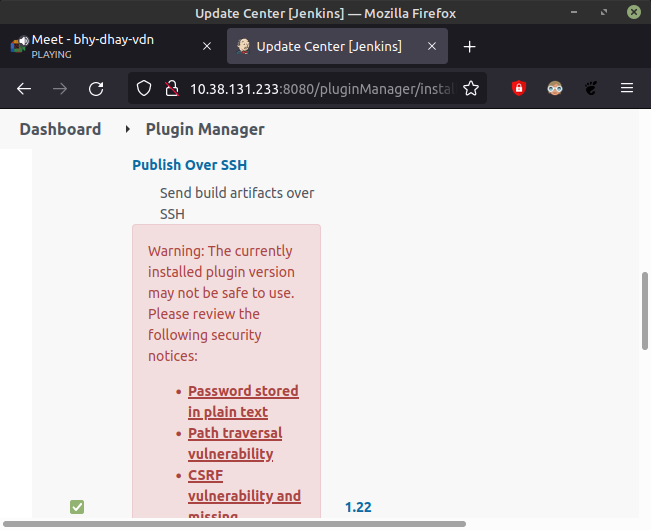 Update Center [Jenkins] — Mozilla Firefox
Meet - bhy-dhay-vdn
PLAYING
Update Center [Jenkins]
10.38.131.233:8080/pluginManager/instal
Dashboard
Plugin Manager
Publish Over SSH
Send build artifacts over
SSH
Warning: The currently
installed plugin version
may not be safe to use.
Please review the
following security
notices:
• Password stored
in plain text
• Path traversal
vulnerability
• CSRF
vulnerability and
missing
1.22